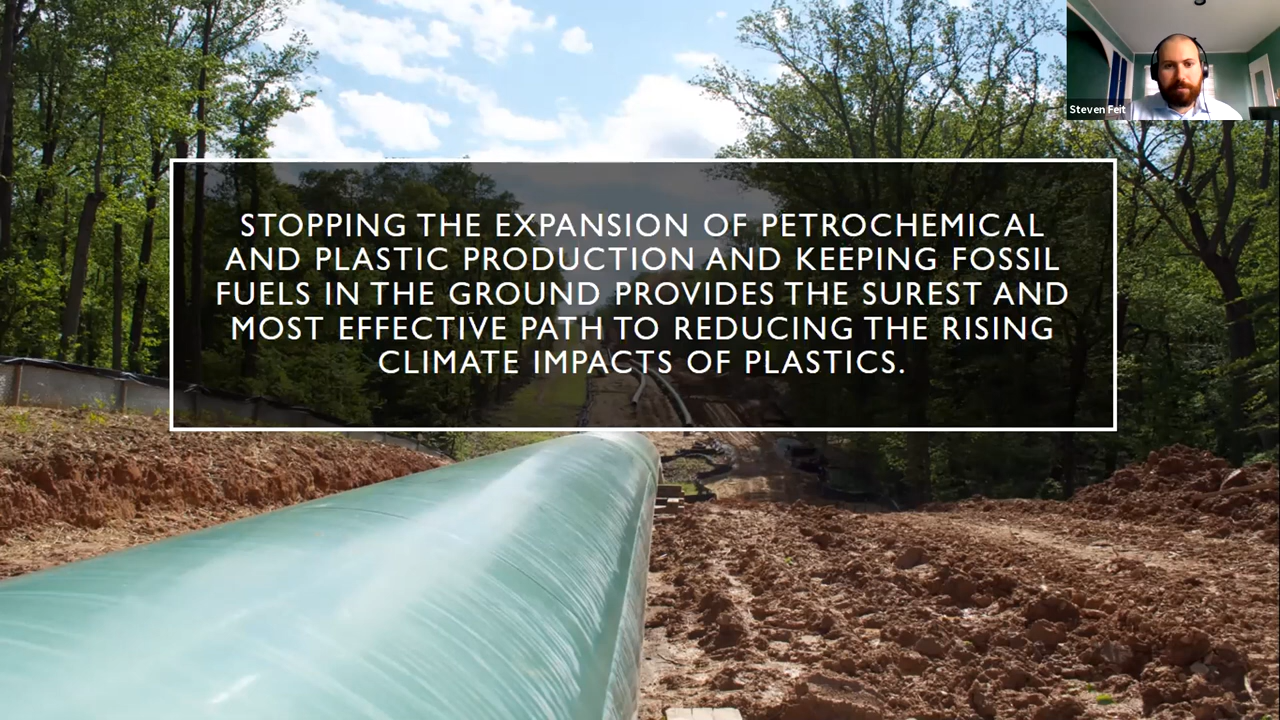 Steven Feit
STOPPING THE EXPANSION OF PETROCHEMICAL
AND PLASTIC PRODUCTION AND KEEPING FOSSIL
FUELS IN THE GROUND PROVIDES THE SUREST AND
MOST EFFECTIVE PATH TO REDUCING THE RISING
CLIMATE IMPACTS OF PLASTICS.